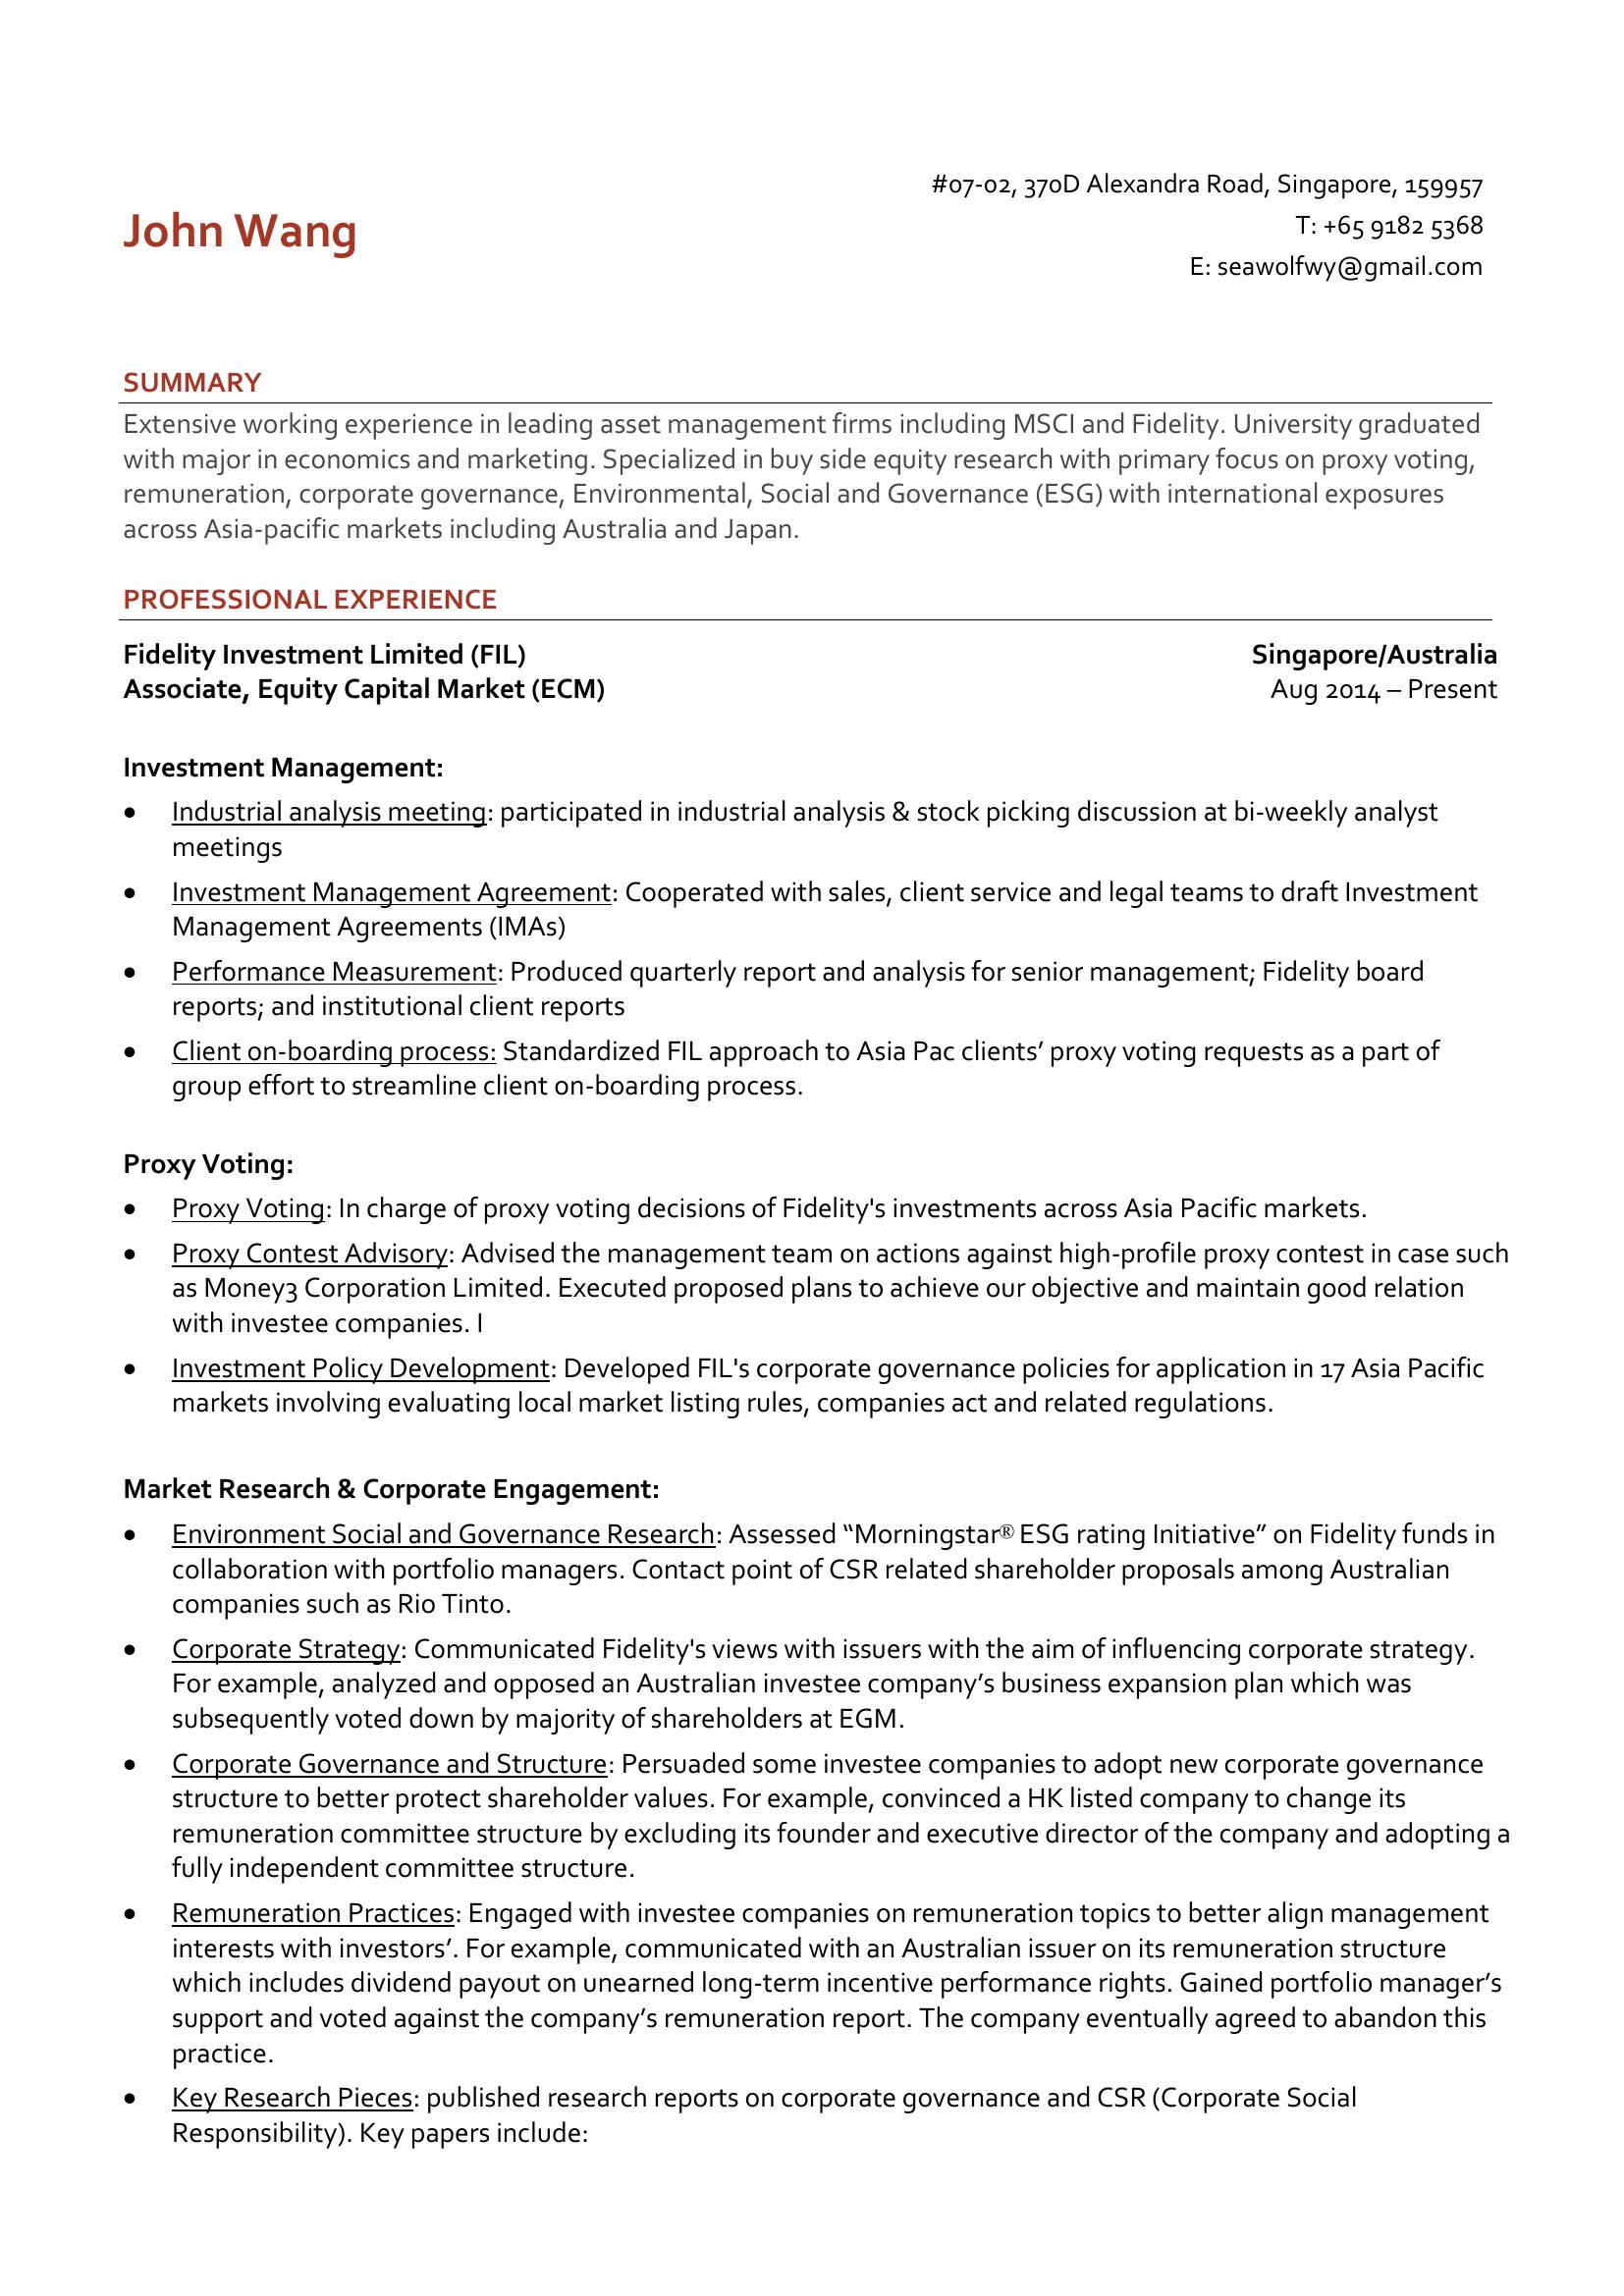 #07-02, 370D Alexandra Road, Singapore, 159957
John Wang
T: +65 9182 5368
E: seawolfwy@gmail.com
SUMMARY
Extensive working experience in leading asset management firms including MSCI and Fidelity. University graduated
with major in economics and marketing. Specialized in buy side equity research with primary focus on proxy voting,
remuneration, corporate governance, Environmental, Social and Governance (ESG) with international exposures
across Asia-pacific markets including Australia and Japan.
PROFESSIONAL EXPERIENCE
Fidelity Investment Limited (FIL) Singapore/Australia
Associate, Equity Capital Market (ECM) Aug 2014 – Present
Investment Management:
• Industrial analysis meeting: participated in industrial analysis & stock picking discussion at bi-weekly analyst
meetings
• Investment Management Agreement: Cooperated with sales, client service and legal teams to draft Investment
Management Agreements (IMAs)
• Performance Measurement: Produced quarterly report and analysis for senior management; Fidelity board
reports; and institutional client reports
• Client on-boarding process: Standardized FIL approach to Asia Pac clients’ proxy voting requests as a part of
group effort to streamline client on-boarding process.
Proxy Voting:
• Proxy Voting: In charge of proxy voting decisions of Fidelity's investments across Asia Pacific markets.
• Proxy Contest Advisory: Advised the management team on actions against high-profile proxy contest in case such
as Money3 Corporation Limited. Executed proposed plans to achieve our objective and maintain good relation
with investee companies. I
• Investment Policy Development: Developed FIL's corporate governance policies for application in 17 Asia Pacific
markets involving evaluating local market listing rules, companies act and related regulations.
Market Research & Corporate Engagement:
• Environment Social and Governance Research: Assessed “Morningstar® ESG rating Initiative” on Fidelity funds in
collaboration with portfolio managers. Contact point of CSR related shareholder proposals among Australian
companies such as Rio Tinto.
• Corporate Strategy: Communicated Fidelity's views with issuers with the aim of influencing corporate strategy.
For example, analyzed and opposed an Australian investee company’s business expansion plan which was
subsequently voted down by majority of shareholders at EGM.
• Corporate Governance and Structure: Persuaded some investee companies to adopt new corporate governance
structure to better protect shareholder values. For example, convinced a HK listed company to change its
remuneration committee structure by excluding its founder and executive director of the company and adopting a
fully independent committee structure.
• Remuneration Practices: Engaged with investee companies on remuneration topics to better align management
interests with investors’. For example, communicated with an Australian issuer on its remuneration structure
which includes dividend payout on unearned long-term incentive performance rights. Gained portfolio manager’s
support and voted against the company’s remuneration report. The company eventually agreed to abandon this
practice.
• Key Research Pieces: published research reports on corporate governance and CSR (Corporate Social
Responsibility). Key papers include: